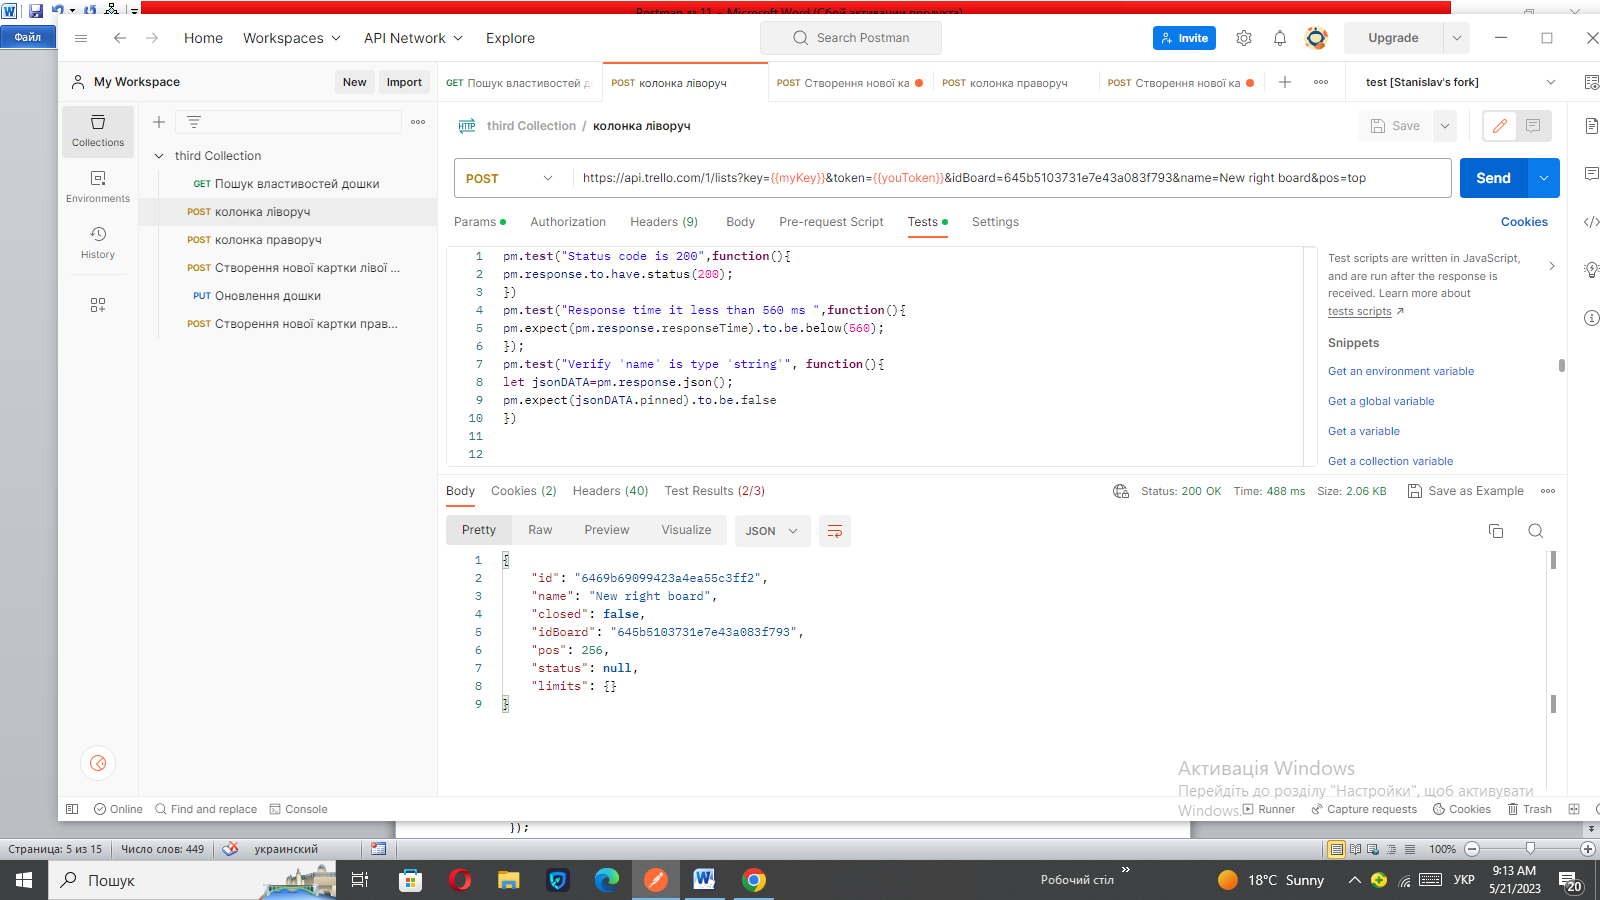 Postman дз 11 - Microsoft Word (Сбой активации продукта)
Файл
Home Workspaces API Network Explore
Search Postman
Invite
Upgrade
My Workspace
New Import
GET Пошук властивостей д
POST колонка ліворуч
POST Створення нової ка
POST колонка праворуч
POST Створення нової ка
test [Stanislav's fork]
Collections
Environments
History
third Collection
GET Пошук властивостей дошки
POST колонка ліворуч
POST колонка праворуч
POST Створення нової картки лівої ...
PUT Оновлення дошки
POST Створення нової картки прав...
HTTP third Collection / колонка ліворуч
Save
POST https://api.trello.com/1/lists?key={{myKey}}&token={{youToken}}&idBoard=645b5103731e7e43a083f793&name=New right board&pos=top
Send
Params Authorization Headers (9) Body Pre-request Script Tests Settings
Cookies
1 pm.test("Status code is 200",function(){
2 pm.response.to.have.status(200);
3 })
4 pm.test("Response time it less than 560 ms ",function(){
5 pm.expect(pm.response.responseTime).to.be.below(560);
6 });
7 pm.test("Verify 'name' is type 'string'", function(){
8 let jsonDATA=pm.response.json();
9 pm.expect(jsonDATA.pinned).to.be.false
10 })
11
12
Test scripts are written in JavaScript,
and are run after the response is
received. Learn more about
tests scripts ↗
Snippets
Get an environment variable
Get a global variable
Get a variable
Get a collection variable
Body Cookies (2) Headers (40) Test Results (2/3)
Status: 200 OK Time: 488 ms Size: 2.06 KB
Save as Example
Pretty Raw Preview Visualize JSON
1 {
2 "id": "6469b69099423a4ea55c3ff2",
3 "name": "New right board",
4 "closed": false,
5 "idBoard": "645b5103731e7e43a083f793",
6 "pos": 256,
7 "status": null,
8 "limits": {}
9 }
Активація Windows
Перейдіть до розділу "Настройки", щоб активувати
Windows.
Online Find and replace Console
Runner Capture requests Cookies Trash
});
Страница: 5 из 15 Число слов: 449 украинский
100%
Пошук
Робочий стіл »
18°C Sunny
УКР
9:13 AM
5/21/2023
20